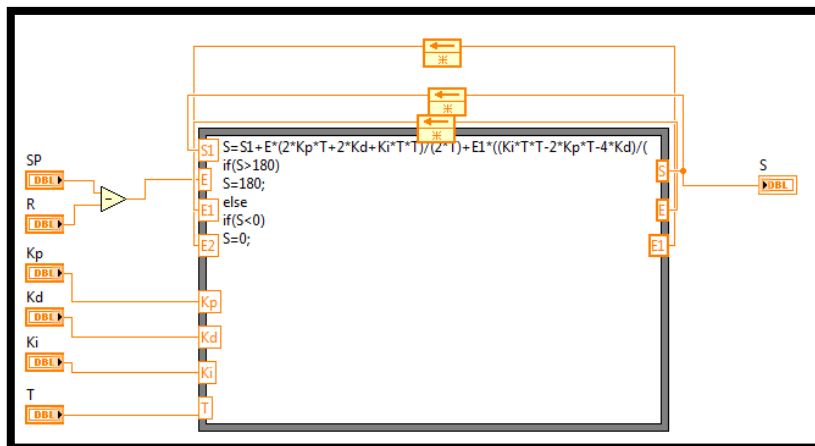 SP
DBL
R
DBL
Kp
DBL
Kd
DBL
Ki
DBL
T
DBL
S1
E
E1
E2
Kp
Kd
Ki
T
S=S1+E*(2*Kp*T+2*Kd+Ki*T*T)/(2*T)+E1*((Ki*T*T-2*Kp*T-4*Kd)/(
if(S>180)
S=180;
else
if(S<0)
S=0;
S
E
E1
S
DBL